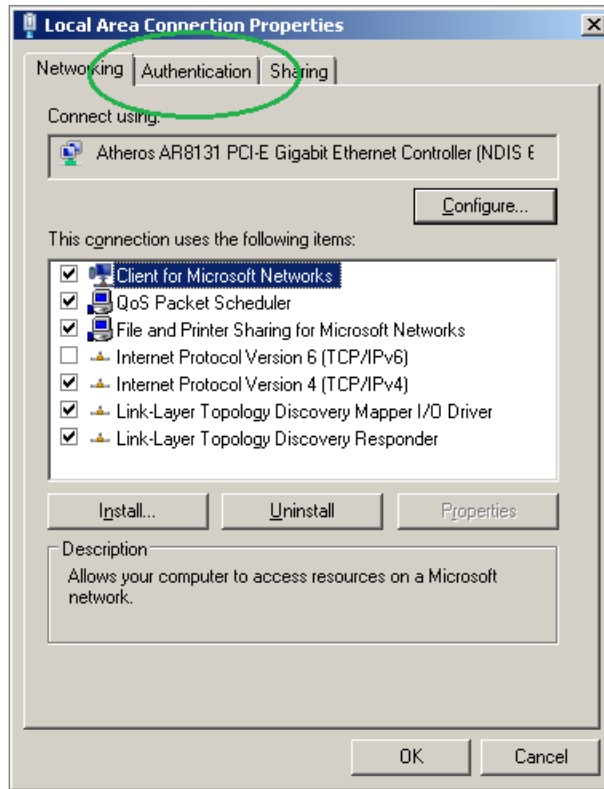 Local Area Connection Properties
Networking Authentication Sharing
Connect using:
Atheros AR8131 PCI-E Gigabit Ethernet Controller (NDIS 6
Configure...
This connection uses the following items:
Client for Microsoft Networks
QoS Packet Scheduler
File and Printer Sharing for Microsoft Networks
Internet Protocol Version 6 (TCP/IPv6)
Internet Protocol Version 4 (TCP/IPv4)
Link-Layer Topology Discovery Mapper I/O Driver
Link-Layer Topology Discovery Responder
Install... Uninstall Properties
Description
Allows your computer to access resources on a Microsoft
network.
OK Cancel